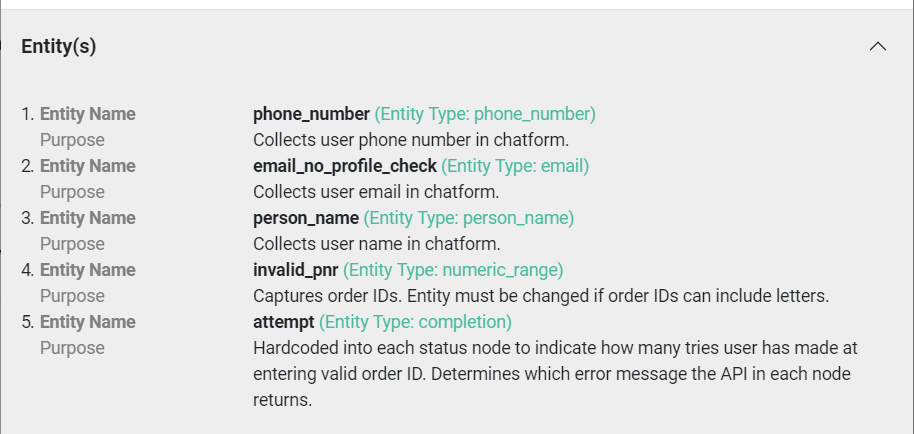 Entity(s)
1. Entity Name phone_number (Entity Type: phone_number)
Purpose Collects user phone number in chatform.
2. Entity Name email_no_profile_check (Entity Type: email)
Purpose Collects user email in chatform.
3. Entity Name person_name (Entity Type: person_name)
Purpose Collects user name in chatform.
4. Entity Name invalid_pnr (Entity Type: numeric_range)
Purpose Captures order IDs. Entity must be changed if order IDs can include letters.
5. Entity Name attempt (Entity Type: completion)
Purpose Hardcoded into each status node to indicate how many tries user has made at
entering valid order ID. Determines which error message the API in each node
returns.